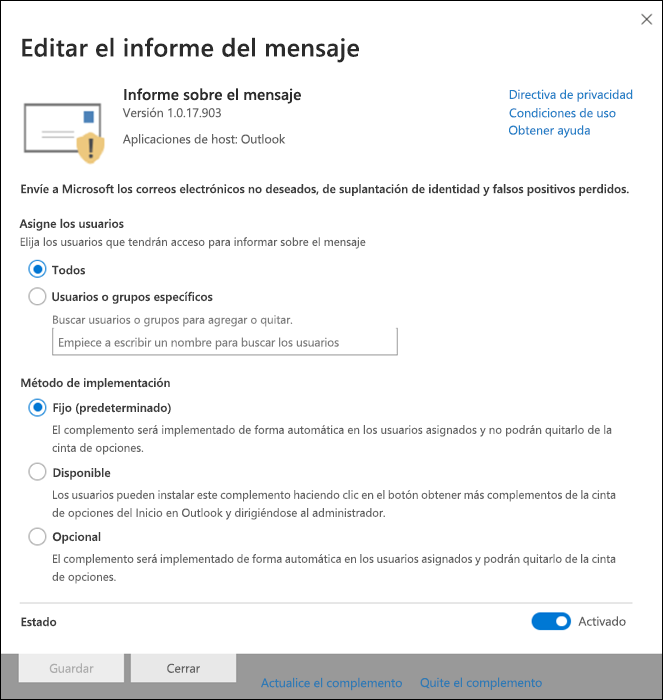 Editar el informe del mensaje
Informe sobre el mensaje
Versión 1.0.17.903
Aplicaciones de host: Outlook
Directiva de privacidad
Condiciones de uso
Obtener ayuda
Envíe a Microsoft los correos electrónicos no deseados, de suplantación de identidad y falsos positivos perdidos.
Asigne los usuarios
Elija los usuarios que tendrán acceso para informar sobre el mensaje
Todos
Usuarios o grupos específicos
Buscar usuarios o grupos para agregar o quitar.
Empiece a escribir un nombre para buscar los usuarios
Método de implementación
Fijo (predeterminado)
El complemento será implementado de forma automática en los usuarios asignados y no podrán quitarlo de la
cinta de opciones.
Disponible
Los usuarios pueden instalar este complemento haciendo clic en el botón obtener más complementos de la cinta
de opciones del Inicio en Outlook y dirigiéndose al administrador.
Opcional
El complemento será implementado de forma automática en los usuarios asignados y podrán quitarlo de la cinta
de opciones.
Estado
Activado
Guardar
Cerrar
Actualice el complemento
Quite el complemento